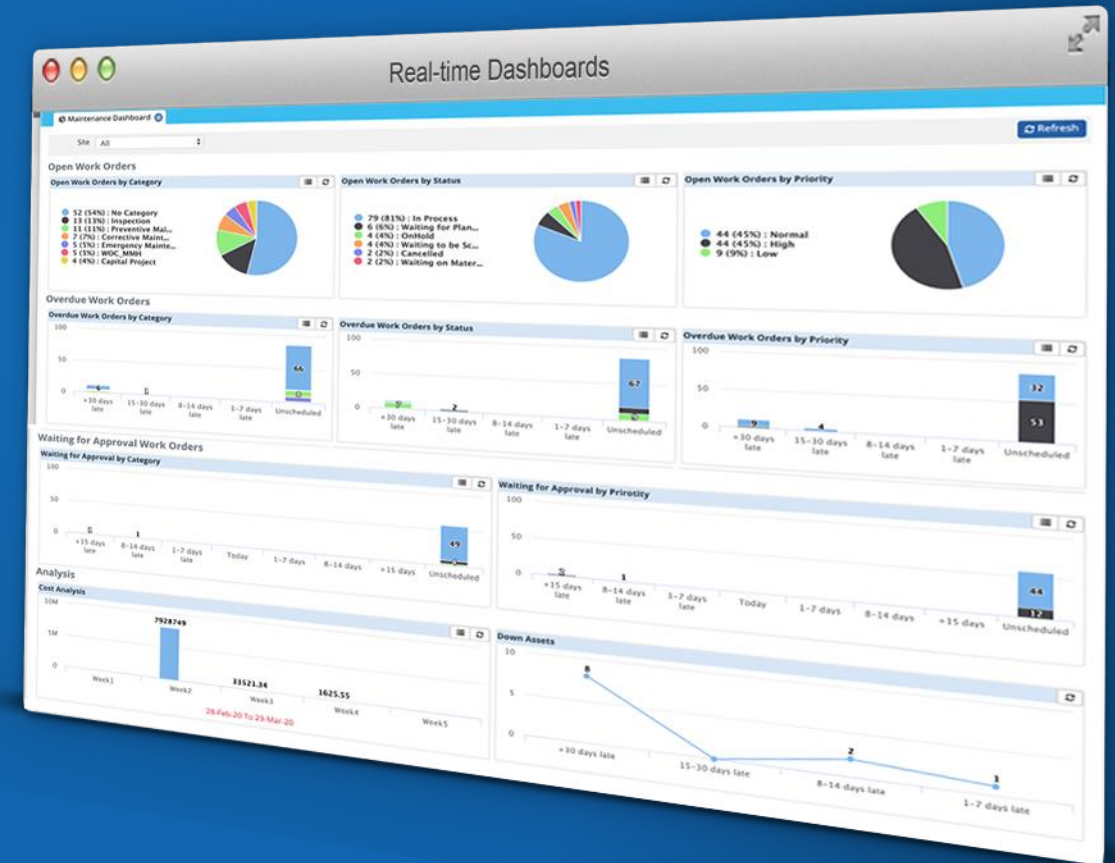 Real-time Dashboards
Maintenance Dashboard
Site All
Refresh
Open Work Orders
Open Work Orders by Category
52 (54%) : No Category
13 (13%) : Inspection
11 (11%) : Preventive Mai...
7 (7%) : Corrective Maint...
5 (5%) : Emergency Mainte...
5 (5%) : WOC_MMH
4 (4%) : Capital Project
Open Work Orders by Status
79 (81%) : In Process
6 (6%) : Waiting for Plan...
4 (4%) : OnHold
4 (4%) : Waiting to be Sc...
2 (2%) : Cancelled
2 (2%) : Waiting on Mater...
Open Work Orders by Priority
44 (45%) : Normal
44 (45%) : High
9 (9%) : Low
Overdue Work Orders
Overdue Work Orders by Category
100
50
0
66
+30 days late
15-30 days late
8-14 days late
1-7 days late
Unscheduled
Overdue Work Orders by Status
100
50
0
2
67
+30 days late
15-30 days late
8-14 days late
1-7 days late
Unscheduled
Overdue Work Orders by Priority
100
50
0
9
4
32
53
+30 days late
15-30 days late
8-14 days late
1-7 days late
Unscheduled
Waiting for Approval Work Orders
Waiting for Approval by Category
100
50
0
5
1
49
+15 days late
8-14 days late
1-7 days late
Today
1-7 days
8-14 days
+15 days
Unscheduled
Waiting for Approval by Prirotity
100
50
0
5
1
44
12
+15 days late
8-14 days late
1-7 days late
Today
1-7 days
8-14 days
+15 days
Unscheduled
Analysis
Cost Analysis
10M
5M
0
7928749
33521.34
1625.55
Week1
Week2
Week3
Week4
Week5
28-Feb-20 To 29-Mar-20
Down Assets
10
5
0
8
2
1
+30 days late
15-30 days late
8-14 days late
1-7 days late